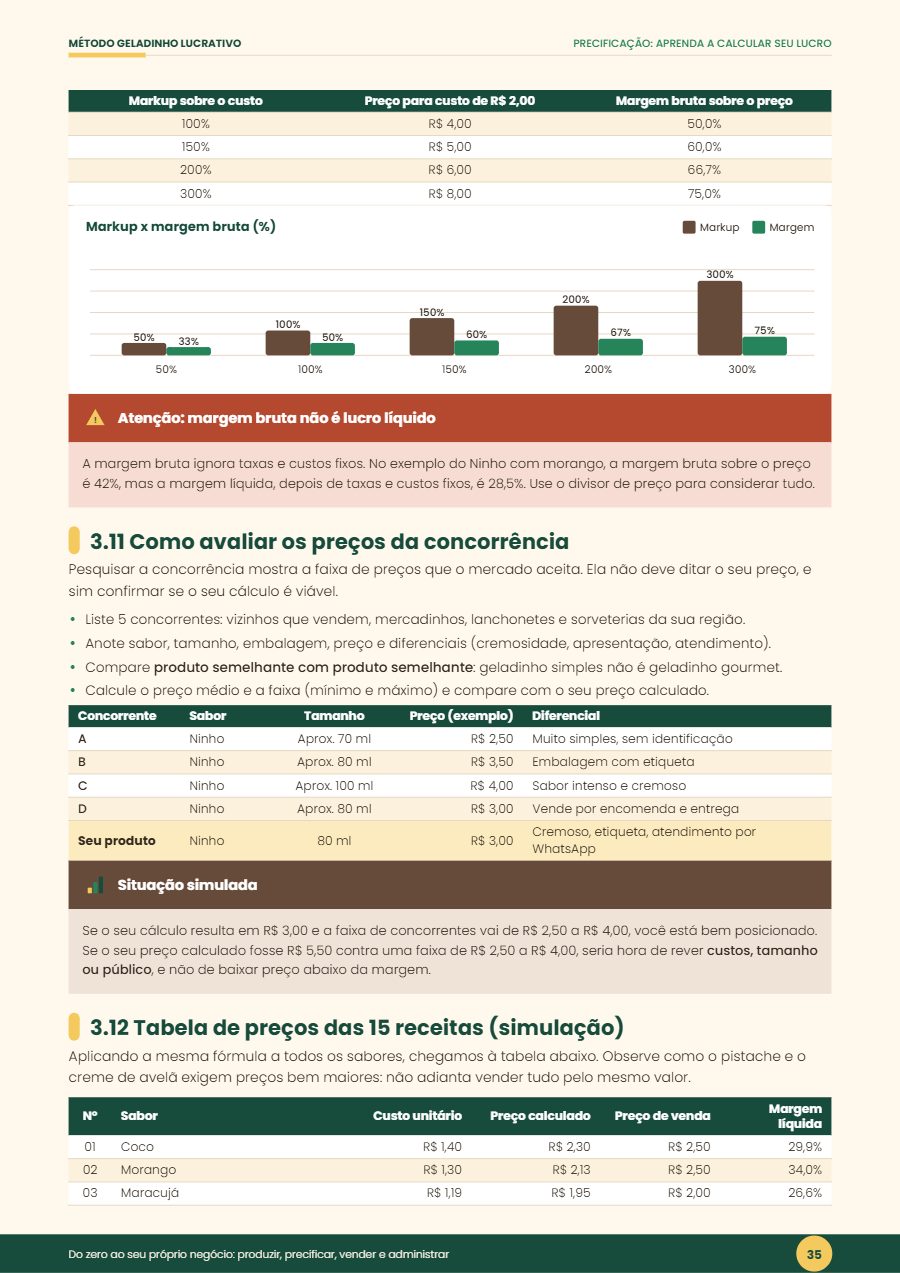 MÉTODO GELADINHO LUCRATIVO
PRECIFICAÇÃO: APRENDA A CALCULAR SEU LUCRO
Markup sobre o custo Preço para custo de R$ 2,00 Margem bruta sobre o preço
100% R$ 4,00 50,0%
150% R$ 5,00 60,0%
200% R$ 6,00 66,7%
300% R$ 8,00 75,0%
Markup x margem bruta (%)
Markup Margem
50% 33% 100% 50% 150% 60% 200% 67% 300% 75%
50% 100% 150% 200% 300%
Atenção: margem bruta não é lucro líquido
A margem bruta ignora taxas e custos fixos. No exemplo do Ninho com morango, a margem bruta sobre o preço
é 42%, mas a margem líquida, depois de taxas e custos fixos, é 28,5%. Use o divisor de preço para considerar tudo.
3.11 Como avaliar os preços da concorrência
Pesquisar a concorrência mostra a faixa de preços que o mercado aceita. Ela não deve ditar o seu preço, e
sim confirmar se o seu cálculo é viável.
• Liste 5 concorrentes: vizinhos que vendem, mercadinhos, lanchonetes e sorveterias da sua região.
• Anote sabor, tamanho, embalagem, preço e diferenciais (cremosidade, apresentação, atendimento).
• Compare produto semelhante com produto semelhante: geladinho simples não é geladinho gourmet.
• Calcule o preço médio e a faixa (mínimo e máximo) e compare com o seu preço calculado.
Concorrente Sabor Tamanho Preço (exemplo) Diferencial
A Ninho Aprox. 70 ml R$ 2,50 Muito simples, sem identificação
B Ninho Aprox. 80 ml R$ 3,50 Embalagem com etiqueta
C Ninho Aprox. 100 ml R$ 4,00 Sabor intenso e cremoso
D Ninho Aprox. 80 ml R$ 3,00 Vende por encomenda e entrega
Seu produto Ninho 80 ml R$ 3,00 Cremoso, etiqueta, atendimento por
WhatsApp
Situação simulada
Se o seu cálculo resulta em R$ 3,00 e a faixa de concorrentes vai de R$ 2,50 a R$ 4,00, você está bem posicionado.
Se o seu preço calculado fosse R$ 5,50 contra uma faixa de R$ 2,50 a R$ 4,00, seria hora de rever custos, tamanho
ou público, e não de baixar preço abaixo da margem.
3.12 Tabela de preços das 15 receitas (simulação)
Aplicando a mesma fórmula a todos os sabores, chegamos à tabela abaixo. Observe como o pistache e o
creme de avelã exigem preços bem maiores: não adianta vender tudo pelo mesmo valor.
Nº Sabor Custo unitário Preço calculado Preço de venda Margem
líquida
01 Coco R$ 1,40 R$ 2,30 R$ 2,50 29,9%
02 Morango R$ 1,30 R$ 2,13 R$ 2,50 34,0%
03 Maracujá R$ 1,19 R$ 1,95 R$ 2,00 26,6%
Do zero ao seu próprio negócio: produzir, precificar, vender e administrar
35